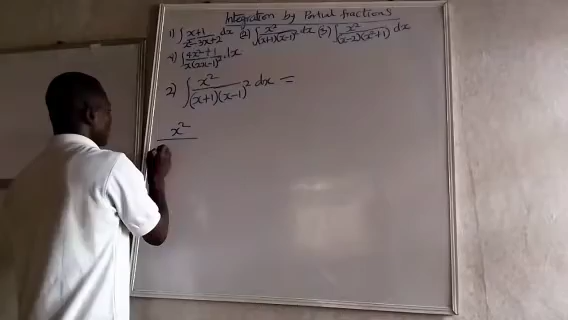 Integration by Partial fractions
1) ∫ x+1 / x²-3x+2 dx (2) ∫ x² / (x+1)(x-1)² dx (3) ∫ x² / (x-2)(x²+1) dx
4) ∫ 4x²+1 / x(2x-1)² dx
2) ∫ x² / (x+1)(x-1)² dx =
x²